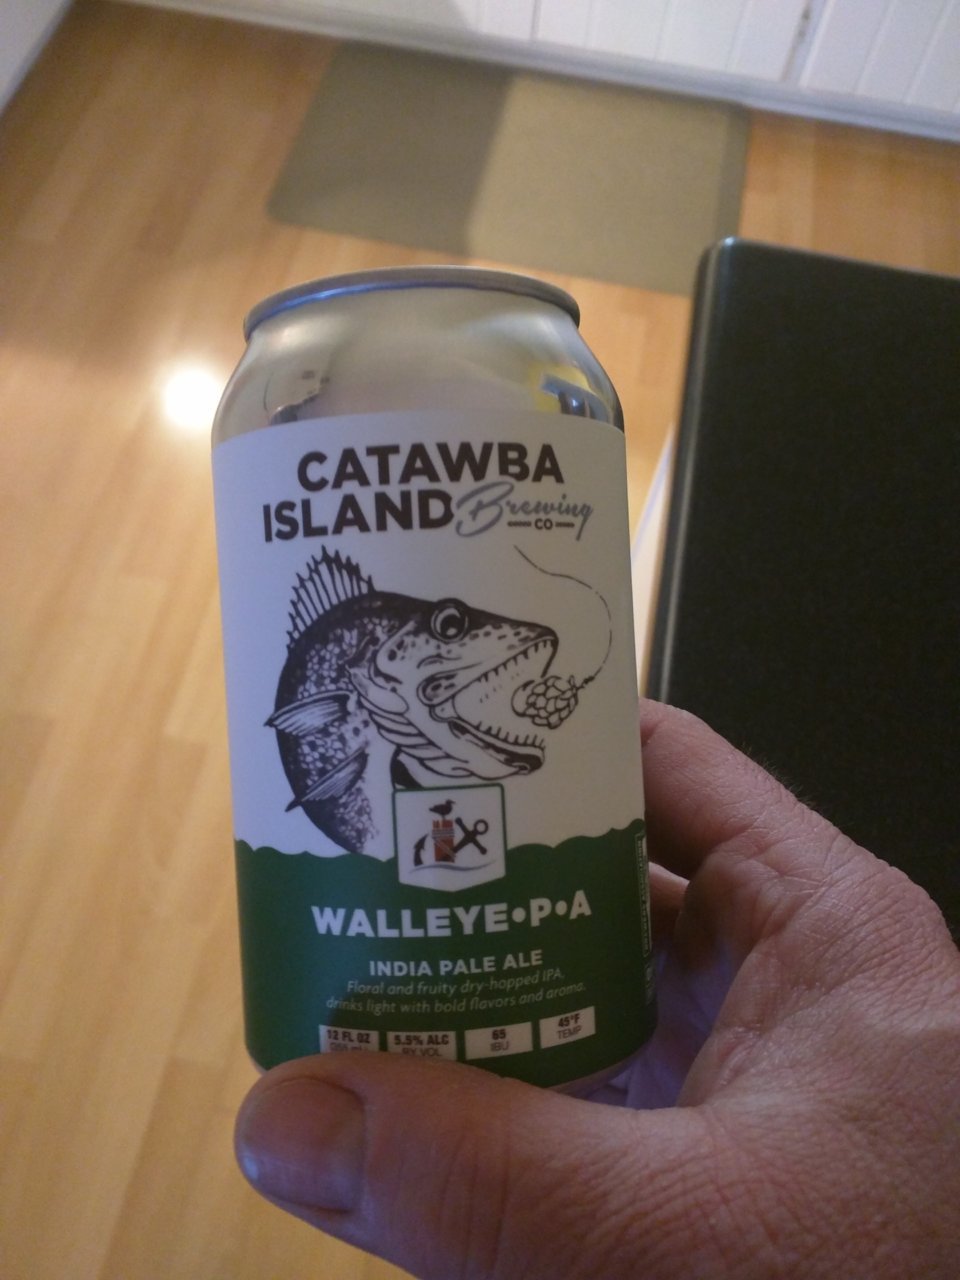 CATAWBA
ISLAND Brewing
CO
WALLEYE•P•A
INDIA PALE ALE
Floral and fruity dry-hopped IPA,
drinks light with bold flavors and aroma.
12 FL OZ 5.5% ALC 65 45°F
BY VOL IBU TEMP